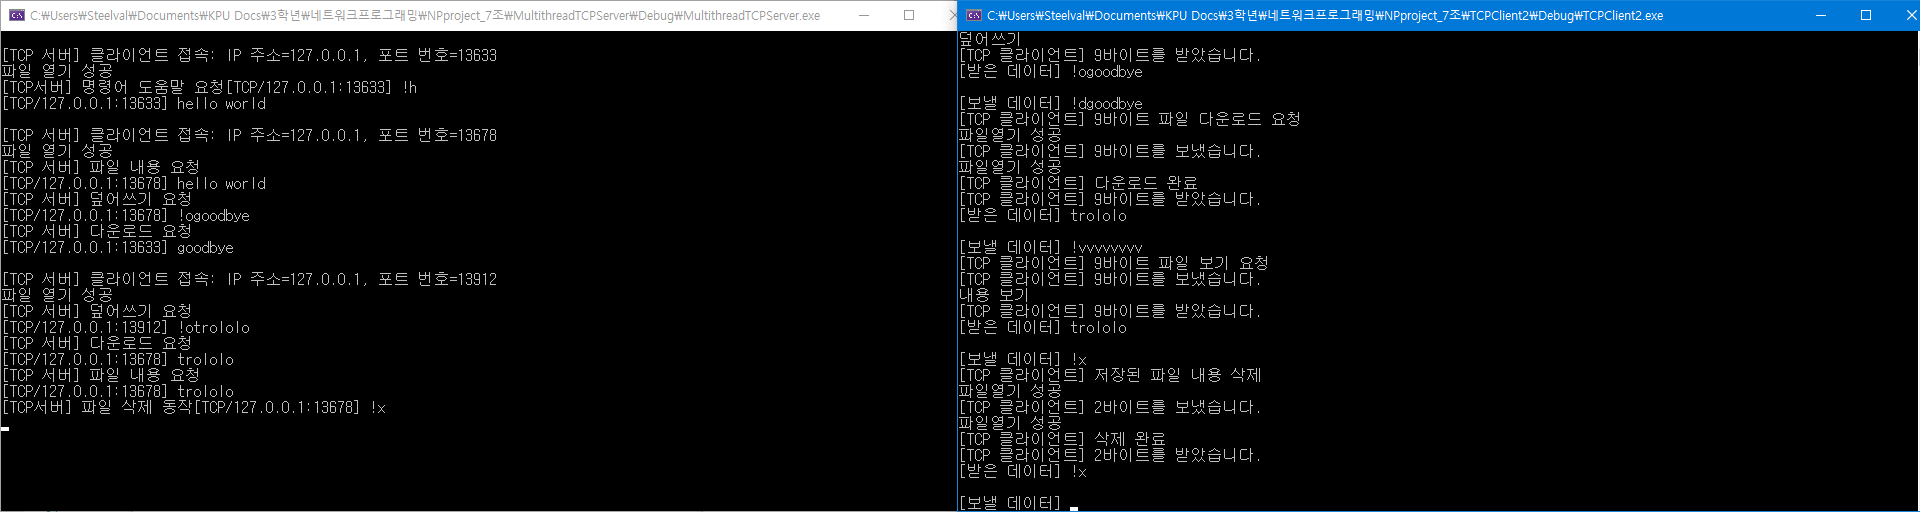 C:₩Users₩Steelval₩Documents₩KPU Docs₩3학년₩네트워크프로그래밍₩NPproject_7조₩MultithreadTCPServer₩Debug₩MultithreadTCPServer.exe
[TCP 서버] 클라이언트 접속: IP 주소=127.0.0.1, 포트 번호=13633
파일 열기 성공
[TCP서버] 명령어 도움말 요청[TCP/127.0.0.1:13633] !h
[TCP/127.0.0.1:13633] hello world
[TCP 서버] 클라이언트 접속: IP 주소=127.0.0.1, 포트 번호=13678
파일 열기 성공
[TCP 서버] 파일 내용 요청
[TCP/127.0.0.1:13678] hello world
[TCP 서버] 덮어쓰기 요청
[TCP/127.0.0.1:13678] !ogoodbye
[TCP 서버] 다운로드 요청
[TCP/127.0.0.1:13633] goodbye
[TCP 서버] 클라이언트 접속: IP 주소=127.0.0.1, 포트 번호=13912
파일 열기 성공
[TCP 서버] 덮어쓰기 요청
[TCP/127.0.0.1:13912] !otrololo
[TCP 서버] 다운로드 요청
[TCP/127.0.0.1:13678] trololo
[TCP 서버] 파일 내용 요청
[TCP/127.0.0.1:13678] trololo
[TCP서버] 파일 삭제 동작[TCP/127.0.0.1:13678] !x
C:₩Users₩Steelval₩Documents₩KPU Docs₩3학년₩네트워크프로그래밍₩NPproject_7조₩TCPClient2₩Debug₩TCPClient2.exe
덮어쓰기
[TCP 클라이언트] 9바이트를 받았습니다.
[받은 데이터] !ogoodbye
[보낼 데이터] !dgoodbye
[TCP 클라이언트] 9바이트 파일 다운로드 요청
파일열기 성공
[TCP 클라이언트] 9바이트를 보냈습니다.
파일열기 성공
[TCP 클라이언트] 다운로드 완료
[TCP 클라이언트] 9바이트를 받았습니다.
[받은 데이터] trololo
[보낼 데이터] !vvvvvvvv
[TCP 클라이언트] 9바이트 파일 보기 요청
[TCP 클라이언트] 9바이트를 보냈습니다.
내용 보기
[TCP 클라이언트] 9바이트를 받았습니다.
[받은 데이터] trololo
[보낼 데이터] !x
[TCP 클라이언트] 저장된 파일 내용 삭제
파일열기 성공
[TCP 클라이언트] 2바이트를 보냈습니다.
파일열기 성공
[TCP 클라이언트] 삭제 완료
[TCP 클라이언트] 2바이트를 받았습니다.
[받은 데이터] !x
[보낼 데이터]